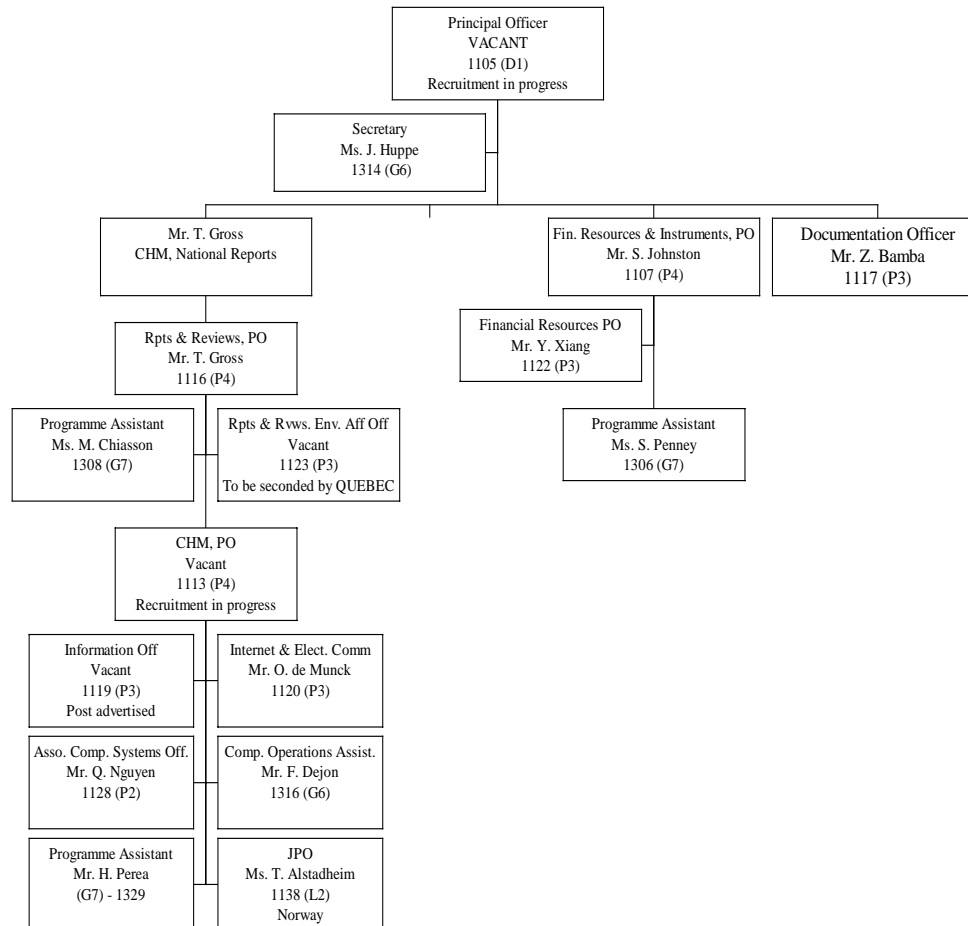 Principal Officer
VACANT
1105 (D1)
Recruitment in progress
Secretary
Ms. J. Huppe
1314 (G6)
Mr. T. Gross
CHM, National Reports
Fin. Resources & Instruments, PO
Mr. S. Johnston
1107 (P4)
Documentation Officer
Mr. Z. Bamba
1117 (P3)
Rpts & Reviews, PO
Mr. T. Gross
1116 (P4)
Financial Resources PO
Mr. Y. Xiang
1122 (P3)
Programme Assistant
Ms. M. Chiasson
1308 (G7)
Rpts & Rvws. Env. Aff Off
Vacant
1123 (P3)
To be seconded by QUEBEC
Programme Assistant
Ms. S. Penney
1306 (G7)
CHM, PO
Vacant
1113 (P4)
Recruitment in progress
Information Off
Vacant
1119 (P3)
Post advertised
Internet & Elect. Comm
Mr. O. de Munck
1120 (P3)
Asso. Comp. Systems Off.
Mr. Q. Nguyen
1128 (P2)
Comp. Operations Assist.
Mr. F. Dejon
1316 (G6)
Programme Assistant
Mr. H. Perea
(G7) - 1329
JPO
Ms. T. Alstadheim
1138 (L2)
Norway